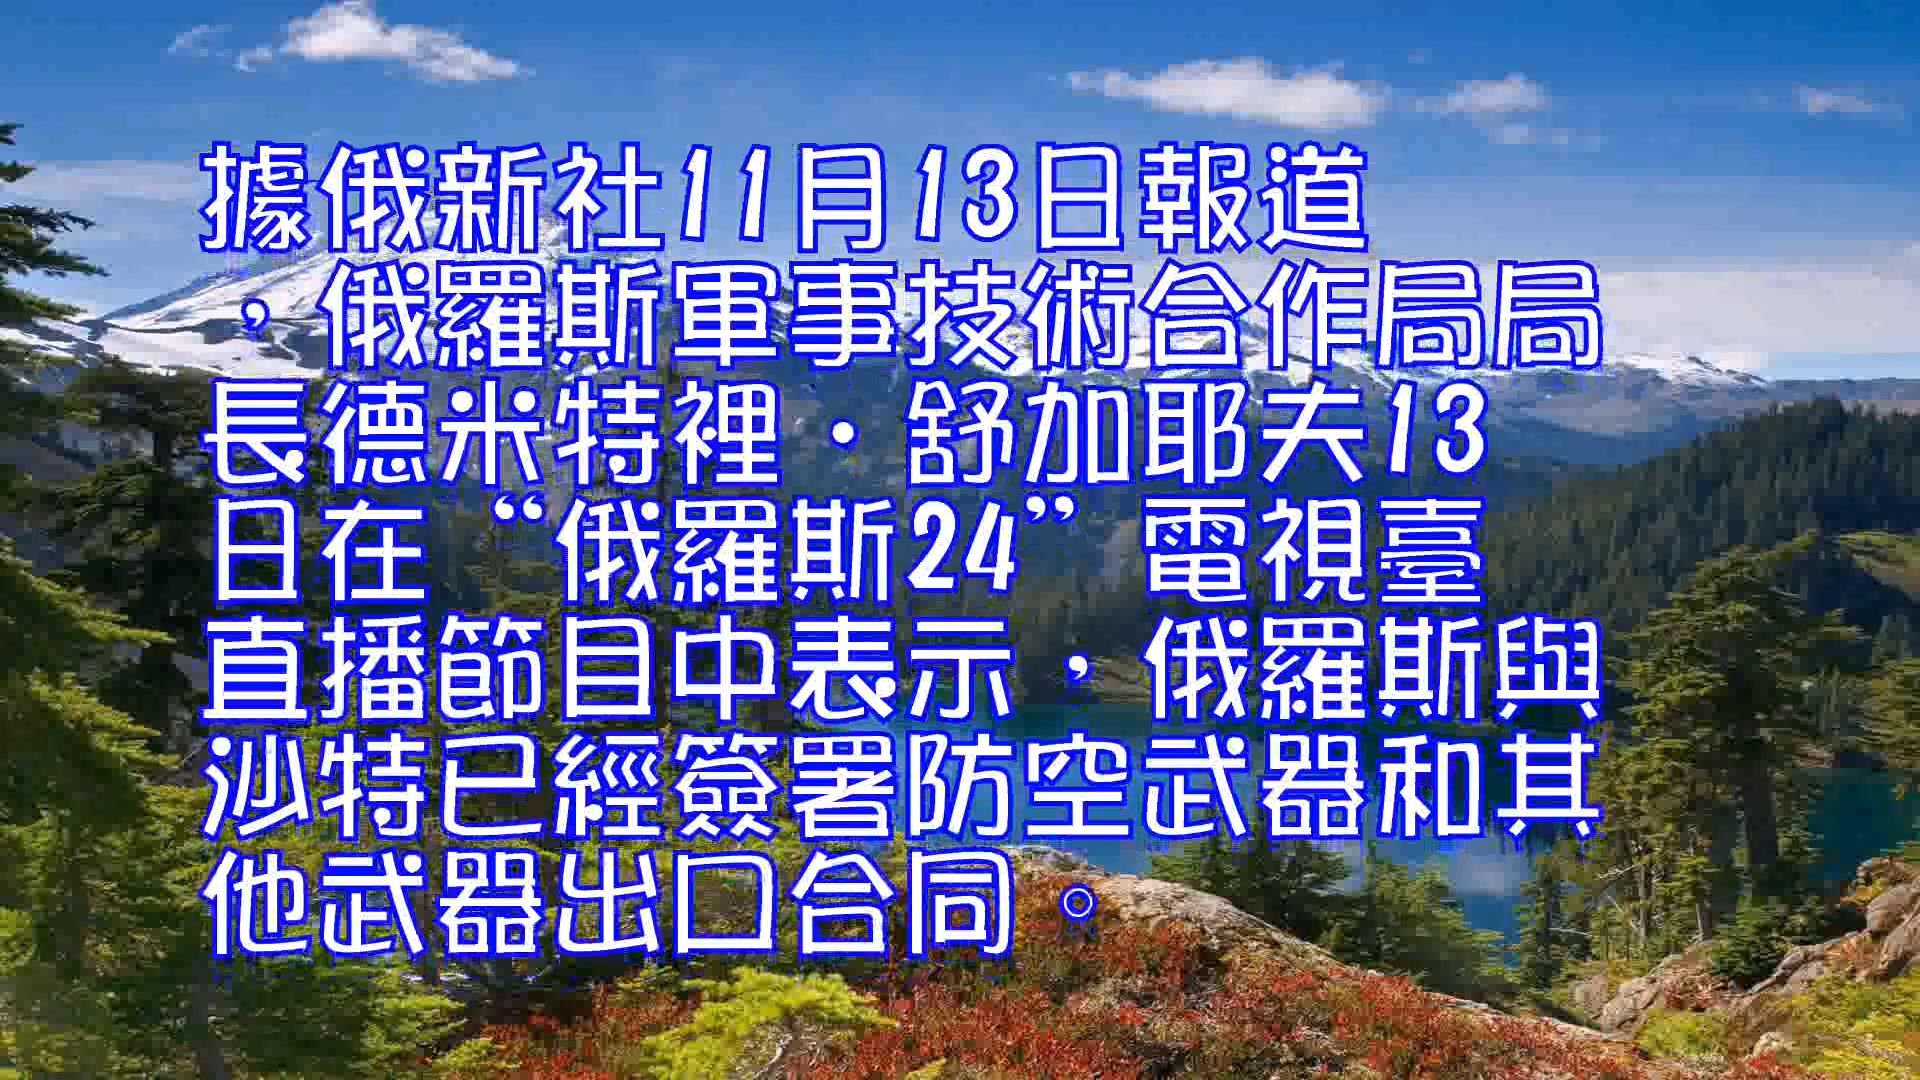 據俄新社11月13日報道
，俄羅斯軍事技術合作局局
長德米特裡·舒加耶夫13
日在“俄羅斯24”電視臺
直播節目中表示，俄羅斯與
沙特已經簽署防空武器和其
他武器出口合同。